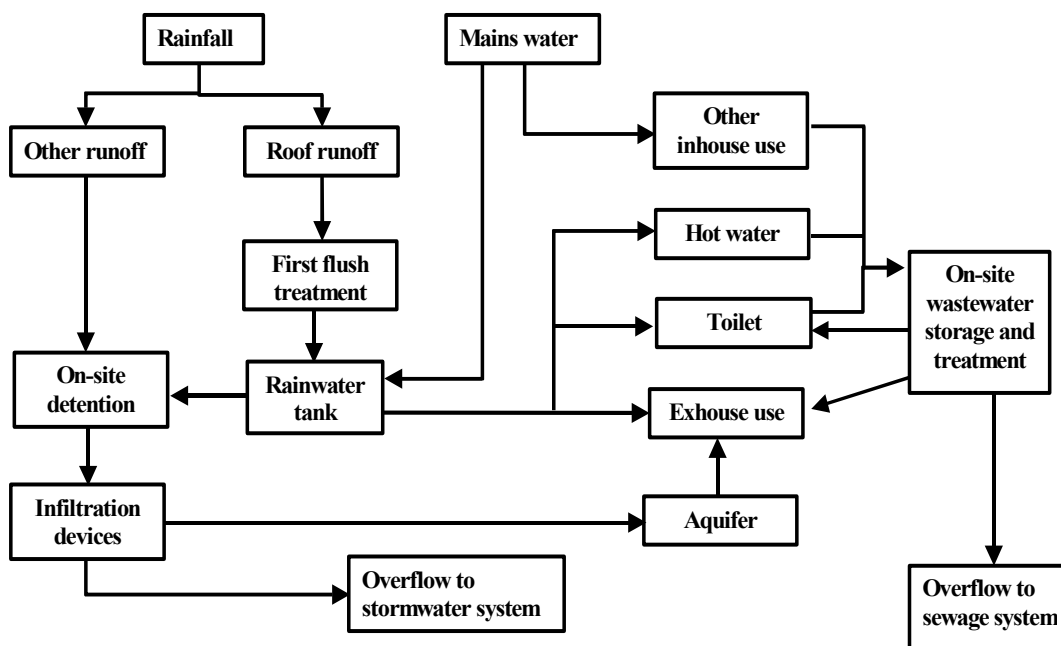 Rainfall
Mains water
Other runoff
Roof runoff
Other
inhouse use
First flush
treatment
Hot water
Toilet
On-site
wastewater
storage and
treatment
On-site
detention
Rainwater
tank
Exhouse use
Infiltration
devices
Aquifer
Overflow to
stormwater system
Overflow to
sewage system